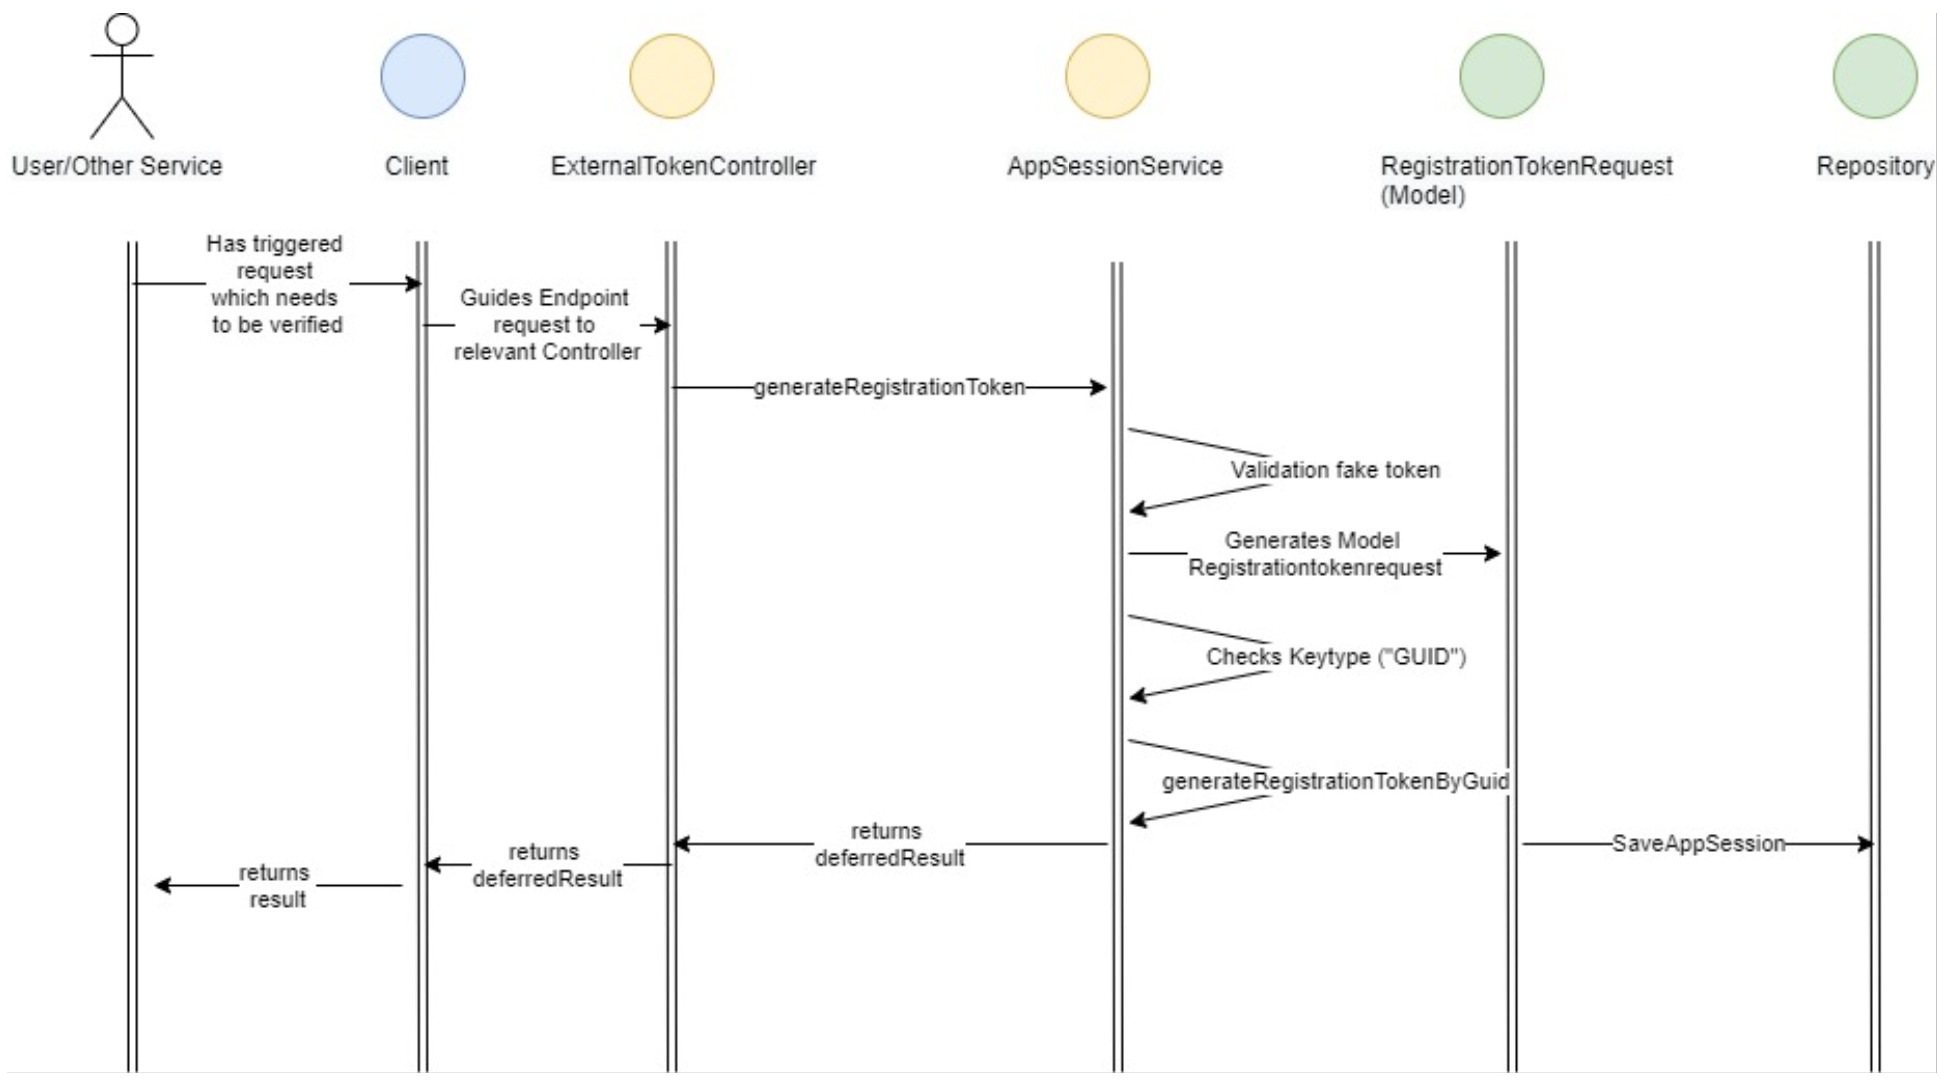 User/Other Service
Client
ExternalTokenController
AppSessionService
RegistrationTokenRequest
(Model)
Repository
Has triggered
request
which needs
to be verified
Guides Endpoint
request to
relevant Controller
generateRegistrationToken
Validation fake token
Generates Model
Registrationtokenrequest
Checks Keytype ("GUID")
generateRegistrationTokenByGuid
SaveAppSession
returns
deferredResult
returns
deferredResult
returns
result